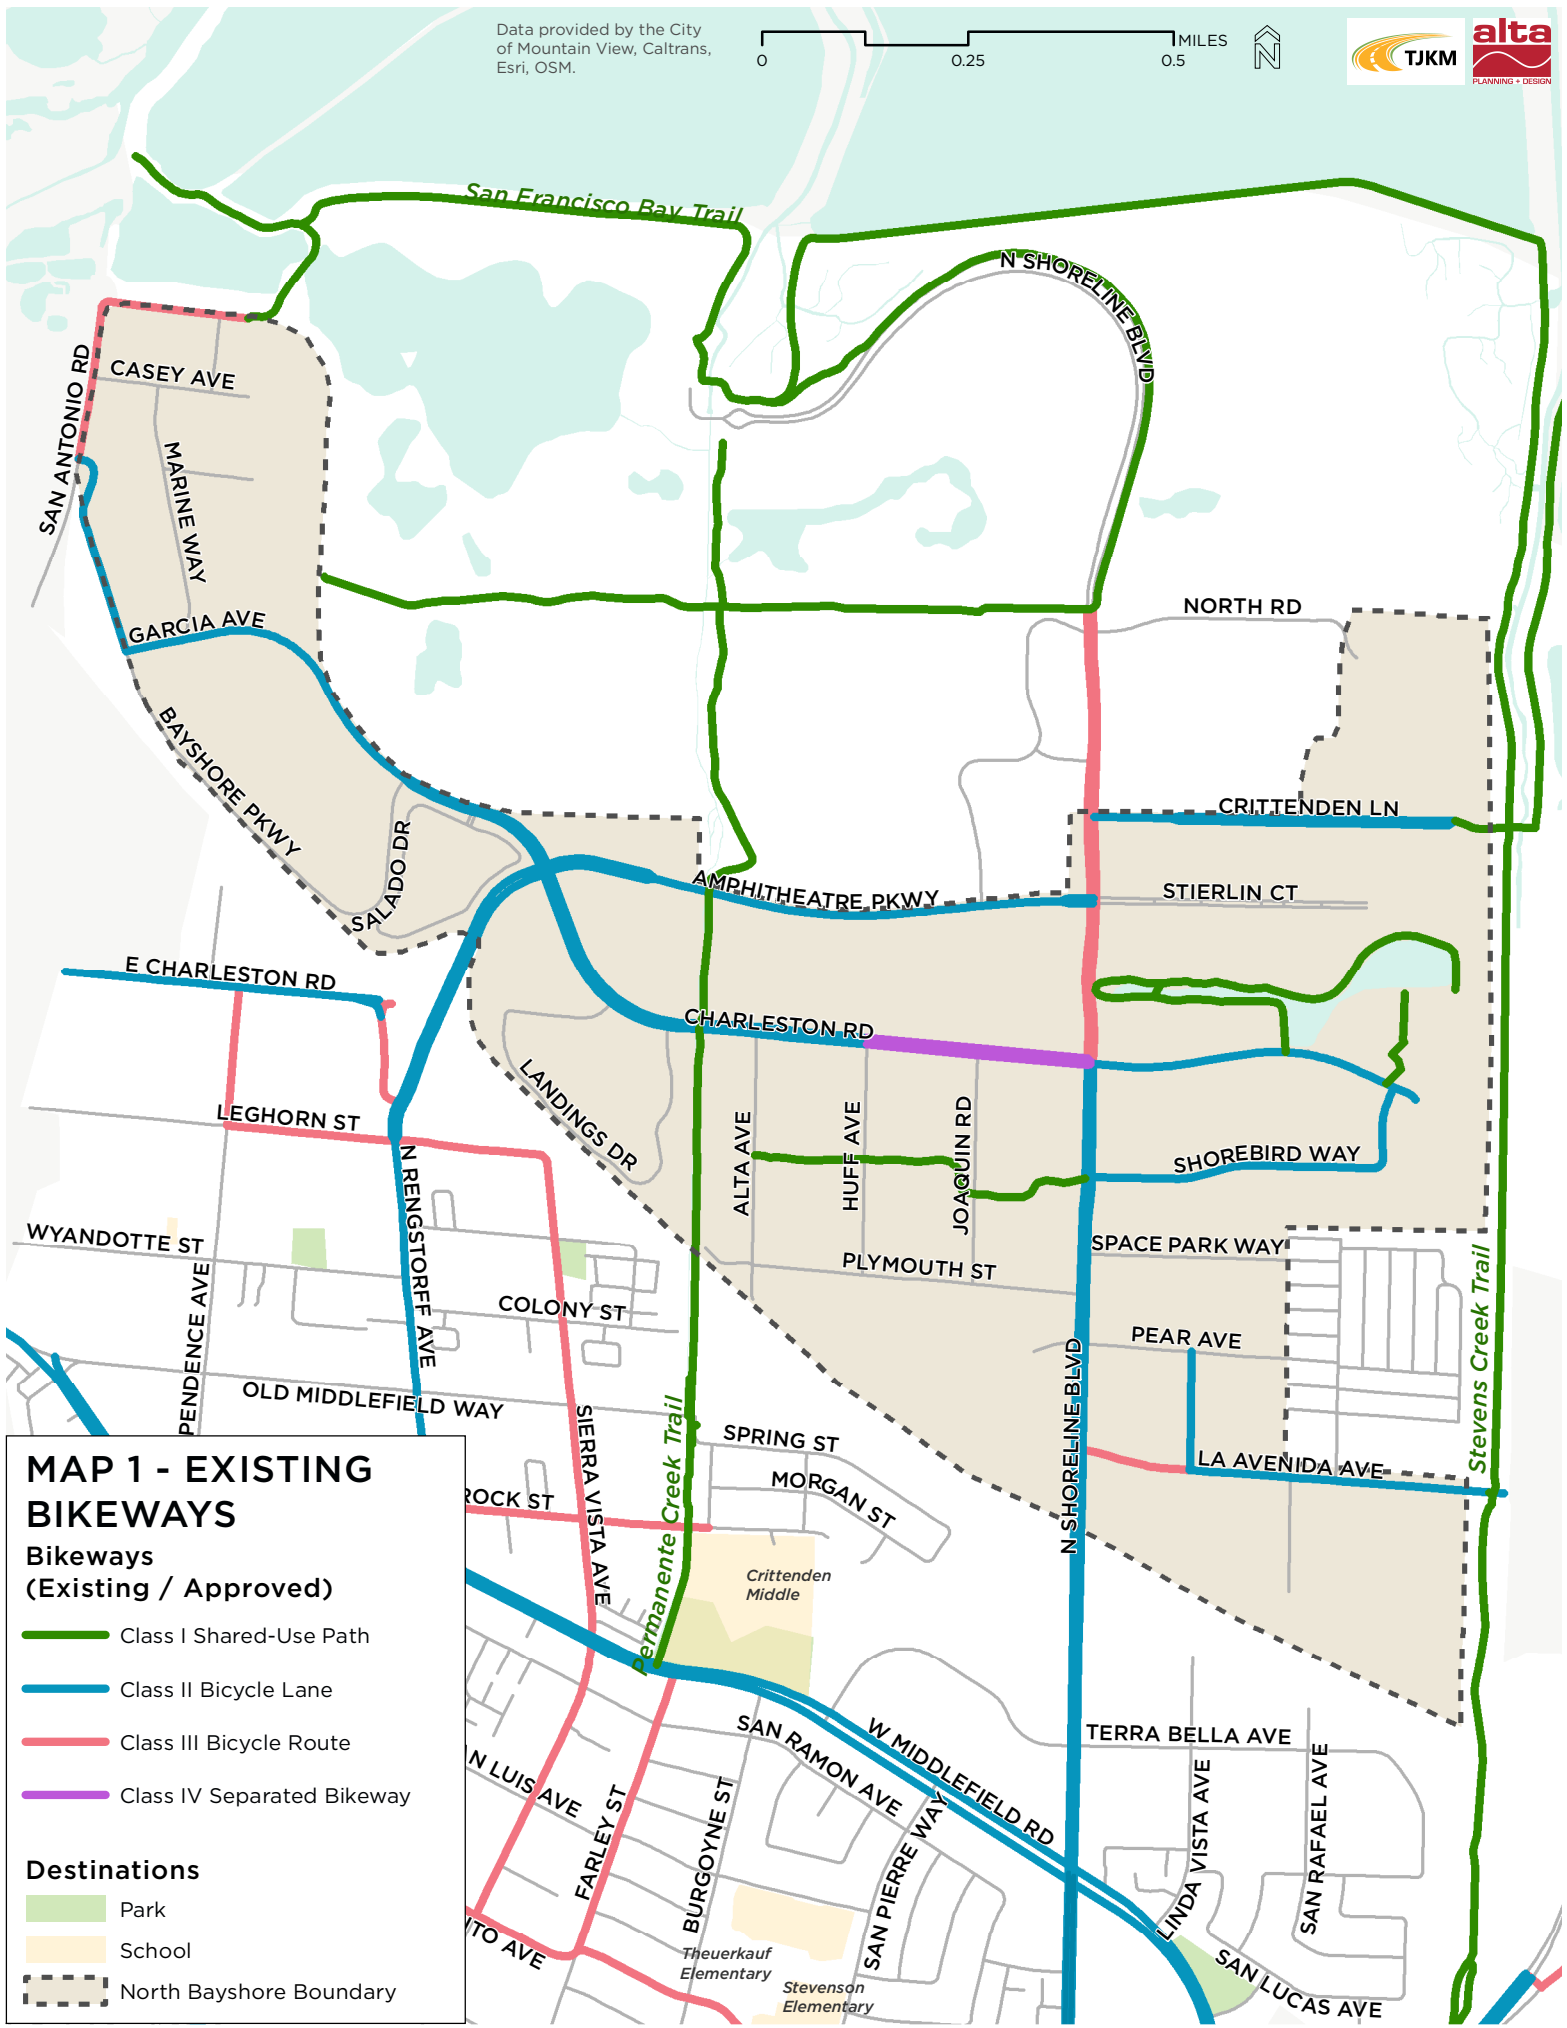 Data provided by the City
of Mountain View, Caltrans,
Esri, OSM.
0
0.25
0.5
MILES
N
TJKM
alta
PLANNING + DESIGN
San Francisco Bay Trail
N SHORELINE BLVD
SAN ANTONIO RD
CASEY AVE
MARINE WAY
GARCIA AVE
NORTH RD
BAYSHORE PKWY
SALADO DR
CRITTENDEN LN
AMPHITHEATRE PKWY
STIERLIN CT
E CHARLESTON RD
CHARLESTON RD
LANDINGS DR
LEGHORN ST
ALTA AVE
HUFF AVE
JOAQUIN RD
SHOREBIRD WAY
N RENGSTORFF AVE
WYANDOTTE ST
PLYMOUTH ST
SPACE PARK WAY
PENDENCE AVE
COLONY ST
PEAR AVE
Stevens Creek Trail
OLD MIDDLEFIELD WAY
SIERRA VISTA AVE
Permanente Creek Trail
SPRING ST
MORGAN ST
N SHORELINE BLVD
LA AVENIDA AVE
ROCK ST
Crittenden
Middle
MAP 1 - EXISTING
BIKEWAYS
Bikeways
(Existing / Approved)
Class I Shared-Use Path
Class II Bicycle Lane
Class III Bicycle Route
Class IV Separated Bikeway
Destinations
Park
School
North Bayshore Boundary
N LUIS AVE
FARLEY ST
BURGOYNE ST
SAN RAMON AVE
W MIDDLEFIELD RD
SAN PIERRE WAY
TERRA BELLA AVE
LINDA VISTA AVE
SAN RAFAEL AVE
ITO AVE
Theuerkauf
Elementary
Stevenson
Elementary
SAN LUCAS AVE